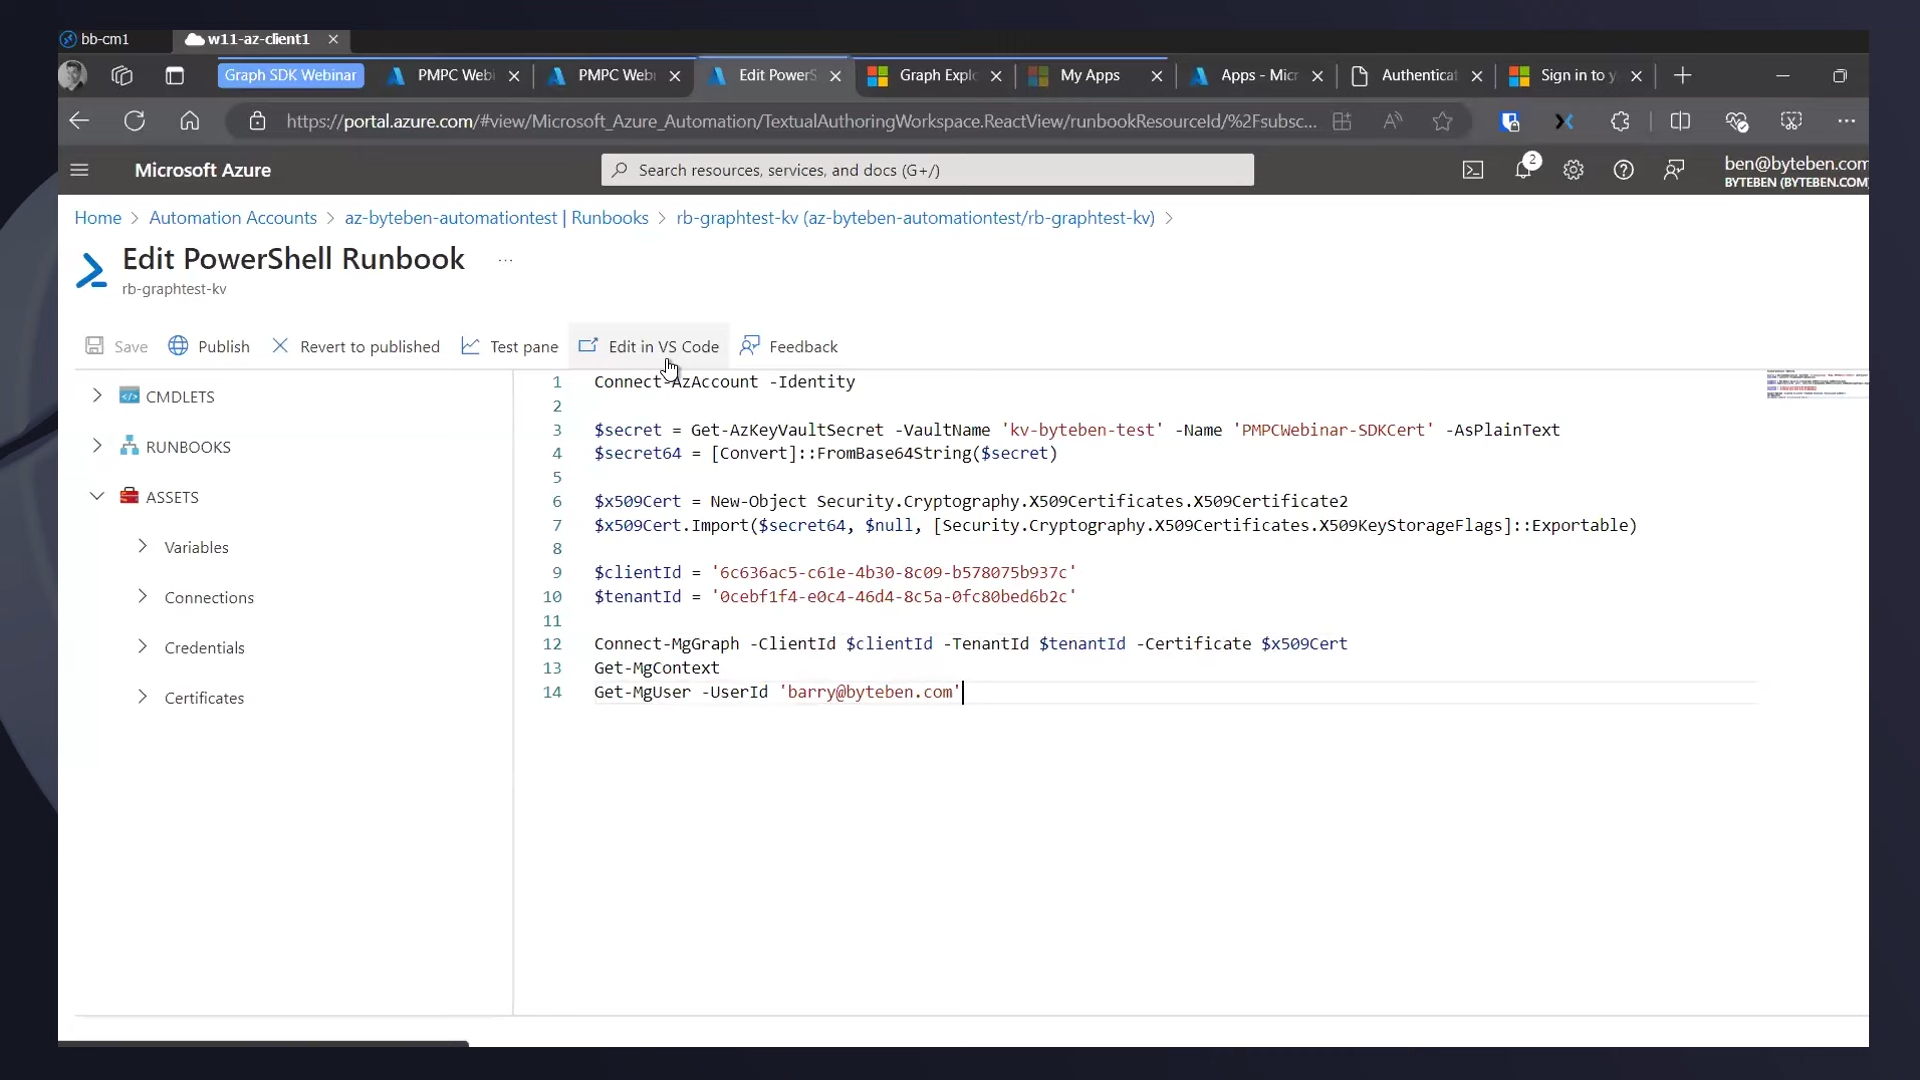 bb-cm1
w11-az-client1
Graph SDK Webinar
PMPC Webi
PMPC Webi
Edit PowerS
Graph Explo
My Apps
Apps - Micr
Authenticat
Sign in to y
https://portal.azure.com/#view/Microsoft_Azure_Automation/TextualAuthoringWorkspace.ReactView/runbookResourceId/%2Fsubsc...
Microsoft Azure
Search resources, services, and docs (G+/)
2
ben@byteben.com
BYTEBEN (BYTEBEN.COM)
Home > Automation Accounts > az-byteben-automationtest | Runbooks > rb-graphtest-kv (az-byteben-automationtest/rb-graphtest-kv) >
Edit PowerShell Runbook ...
rb-graphtest-kv
Save Publish Revert to published Test pane Edit in VS Code Feedback
CMDLETS
RUNBOOKS
ASSETS
Variables
Connections
Credentials
Certificates
1 Connect-AzAccount -Identity
2
3 $secret = Get-AzKeyVaultSecret -VaultName 'kv-byteben-test' -Name 'PMPCWebinar-SDKCert' -AsPlainText
4 $secret64 = [Convert]::FromBase64String($secret)
5
6 $x509Cert = New-Object Security.Cryptography.X509Certificates.X509Certificate2
7 $x509Cert.Import($secret64, $null, [Security.Cryptography.X509Certificates.X509KeyStorageFlags]::Exportable)
8
9 $clientId = '6c636ac5-c61e-4b30-8c09-b578075b937c'
10 $tenantId = '0cebf1f4-e0c4-46d4-8c5a-0fc80bed6b2c'
11
12 Connect-MgGraph -ClientId $clientId -TenantId $tenantId -Certificate $x509Cert
13 Get-MgContext
14 Get-MgUser -UserId 'barry@byteben.com'